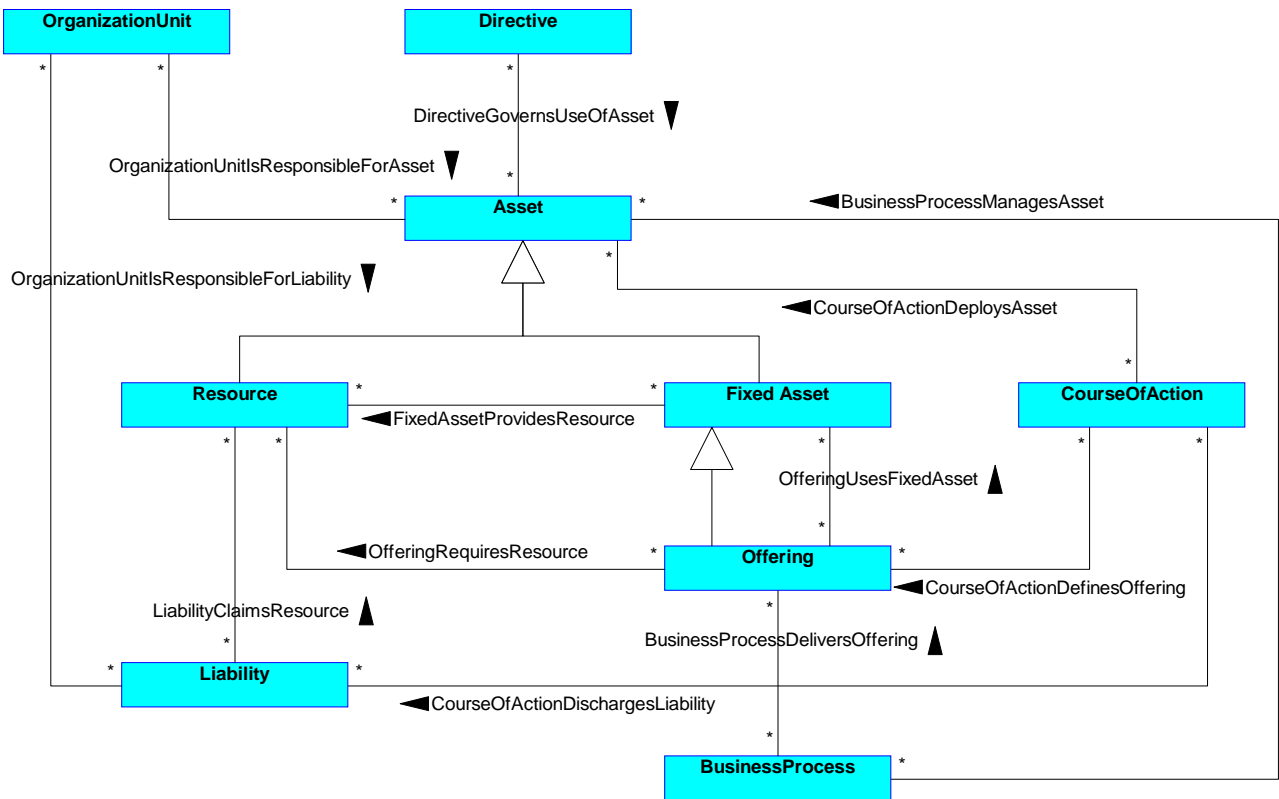 OrganizationUnit
Directive
* * *
DirectiveGovernsUseOfAsset
OrganizationUnitIsResponsibleForAsset
*
* Asset *
BusinessProcessManagesAsset
*
OrganizationUnitIsResponsibleForLiability
CourseOfActionDeploysAsset
*
Resource
* *
Fixed Asset
CourseOfAction
FixedAssetProvidesResource
* * * * *
OfferingUsesFixedAsset
*
OfferingRequiresResource
* Offering *
CourseOfActionDefinesOffering
*
LiabilityClaimsResource
*
BusinessProcessDeliversOffering
* Liability *
CourseOfActionDischargesLiability
*
BusinessProcess *